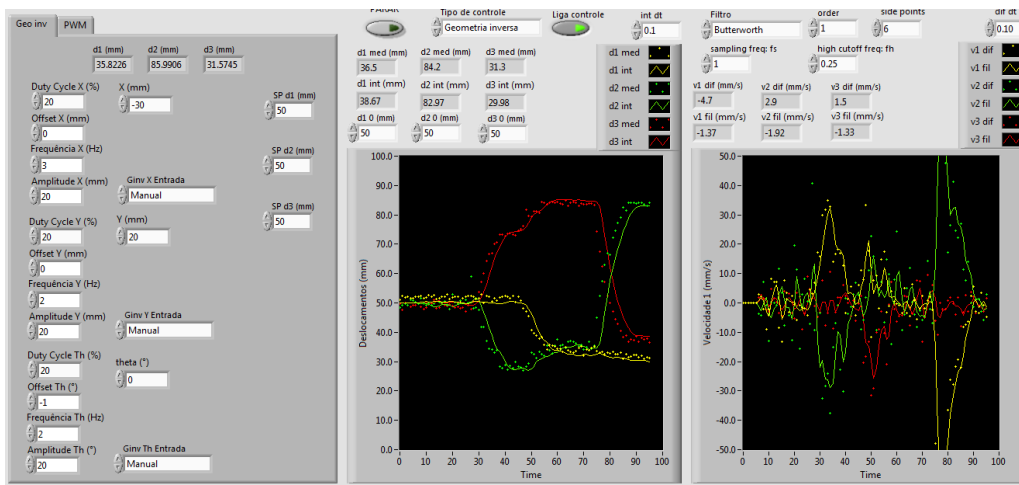 Geo inv
PWM
d1 (mm) d2 (mm) d3 (mm)
35.8226 85.9906 31.5745
Duty Cycle X (%) X (mm)
20 -30
SP d1 (mm)
50
Offset X (mm)
0
Frequência X (Hz)
3
SP d2 (mm)
50
Amplitude X (mm) Ginv X Entrada
20 Manual
SP d3 (mm)
50
Duty Cycle Y (%) Y (mm)
20 20
Offset Y (mm)
0
Frequência Y (Hz)
2
Amplitude Y (mm) Ginv Y Entrada
20 Manual
Duty Cycle Th (%) theta (°)
20 0
Offset Th (°)
-1
Frequência Th (Hz)
2
Amplitude Th (°) Ginv Th Entrada
20 Manual
PARAR
Tipo de controle
Geometria inversa
Liga controle
int dt
0.1
d1 med (mm) d2 med (mm) d3 med (mm)
36.5 84.2 31.3
d1 int (mm) d2 int (mm) d3 int (mm)
38.67 82.97 29.98
d1 0 (mm) d2 0 (mm) d3 0 (mm)
50 50 50
d1 med
d1 int
d2 med
d2 int
d3 med
d3 int
100.0
90.0
80.0
70.0
60.0
50.0
40.0
30.0
20.0
10.0
0.0
Deslocamentos (mm)
0 10 20 30 40 50 60 70 80 90 100
Time
Filtro order side points dif dt
Butterworth 1 6 0.10
sampling freq: fs high cutoff freq: fh
1 0.25
v1 dif (mm/s) v2 dif (mm/s) v3 dif (mm/s)
-4.7 2.9 1.5
v1 fil (mm/s) v2 fil (mm/s) v3 fil (mm/s)
-1.37 -1.92 -1.33
v1 dif
v1 fil
v2 dif
v2 fil
v3 dif
v3 fil
50.0
40.0
30.0
20.0
10.0
0.0
-10.0
-20.0
-30.0
-40.0
-50.0
Velocidade 1 (mm/s)
0 10 20 30 40 50 60 70 80 90 100
Time